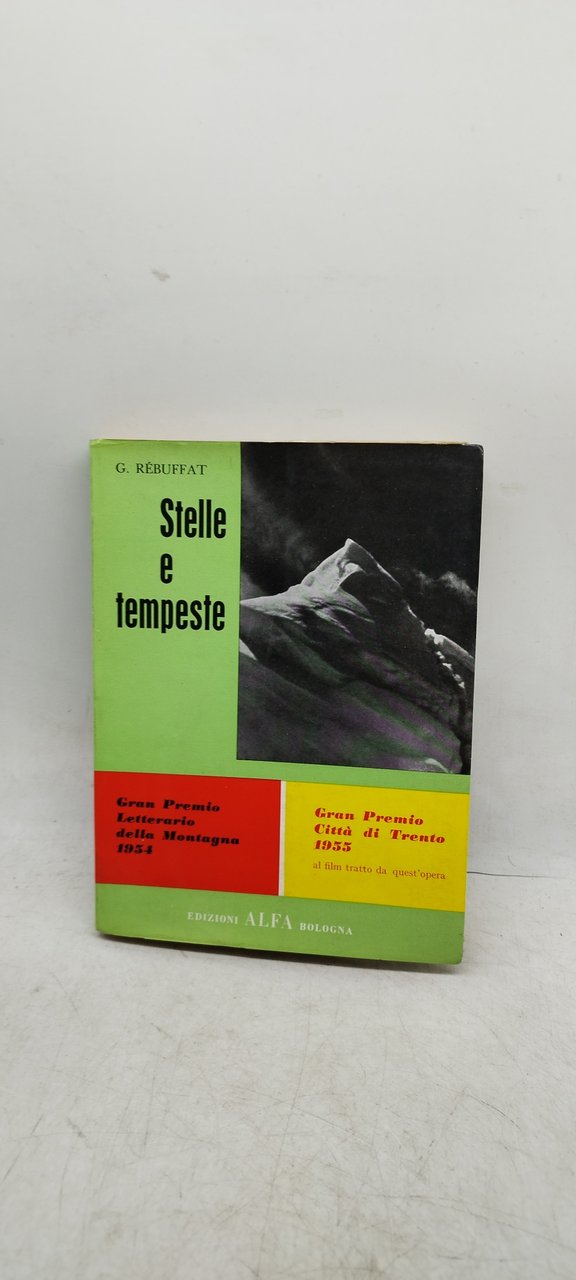 G. RÉBUFFAT
Stelle
e
tempeste
Gran Premio
Letterario
della Montagna
1954
Gran Premio
Città di Trento
1955
al film tratto da quest'opera
EDIZIONI ALFA BOLOGNA